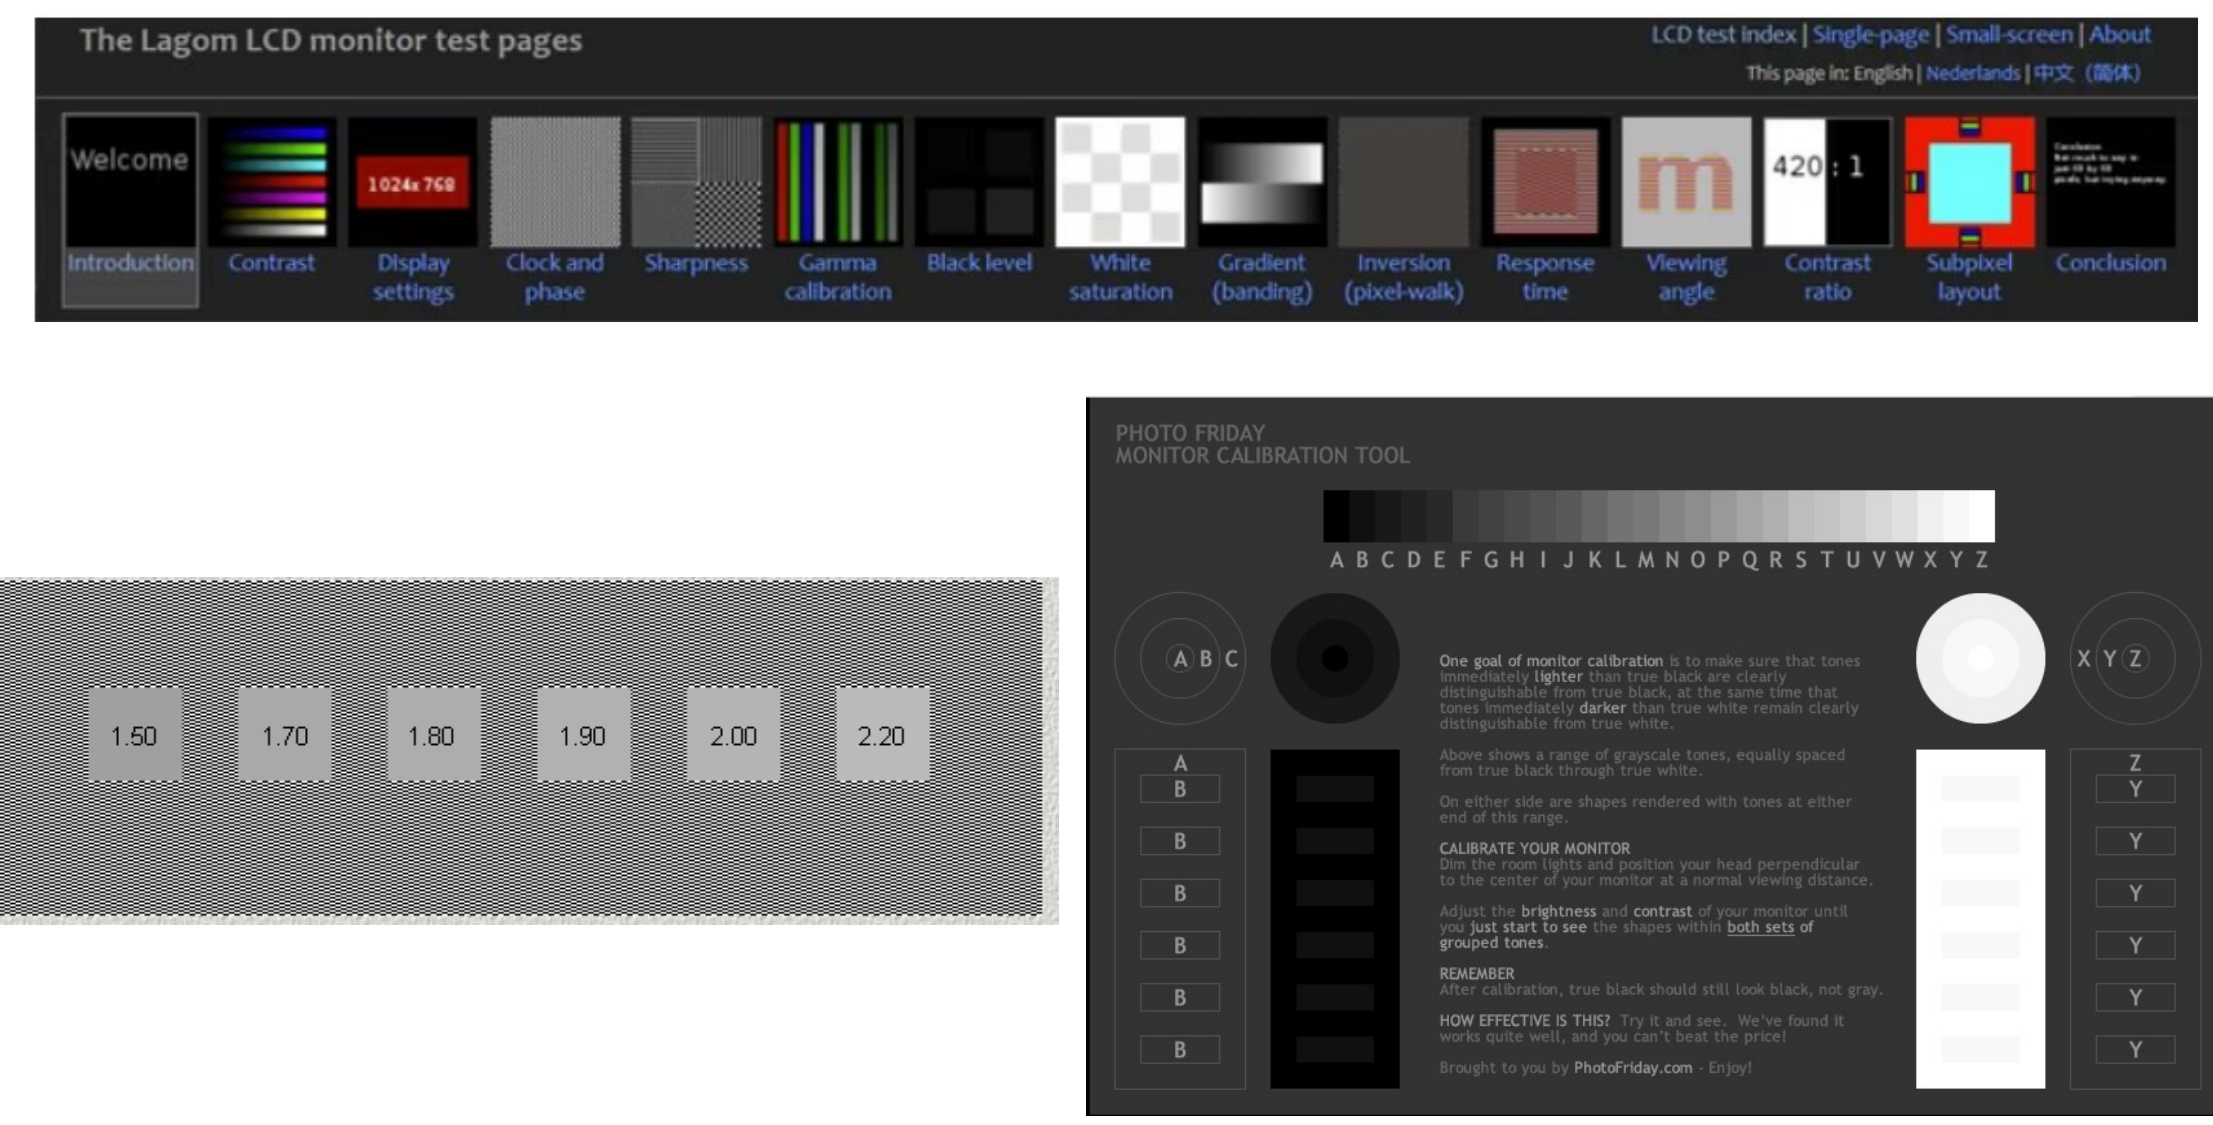 The Lagom LCD monitor test pages
LCD test index | Single-page | Small-screen | About
This page in: English | Nederlands | 中文 (简体)
Welcome
1024x768
m
420 : 1
Introduction
Contrast
Display
settings
Clock and
phase
Sharpness
Gamma
calibration
Black level
White
saturation
Gradient
(banding)
Inversion
(pixel-walk)
Response
time
Viewing
angle
Contrast
ratio
Subpixel
layout
Conclusion
1.50 1.70 1.80 1.90 2.00 2.20
PHOTO FRIDAY
MONITOR CALIBRATION TOOL
A B C D E F G H I J K L M N O P Q R S T U V W X Y Z
A B C
A
B
B
B
B
B
B
One goal of monitor calibration is to make sure that tones
immediately lighter than true black are clearly
distinguishable from true black, at the same time that
tones immediately darker than true white remain clearly
distinguishable from true white.
Above shows a range of grayscale tones, equally spaced
from true black through true white.
On either side are shapes rendered with tones at either
end of this range.
CALIBRATE YOUR MONITOR
Dim the room lights and position your head perpendicular
to the center of your monitor at a normal viewing distance.
Adjust the brightness and contrast of your monitor until
you just start to see the shapes within both sets of
grouped tones.
REMEMBER
After calibration, true black should still look black, not gray.
HOW EFFECTIVE IS THIS? Try it and see. We've found it
works quite well, and you can't beat the price!
Brought to you by PhotoFriday.com - Enjoy!
X Y Z
Z
Y
Y
Y
Y
Y
Y